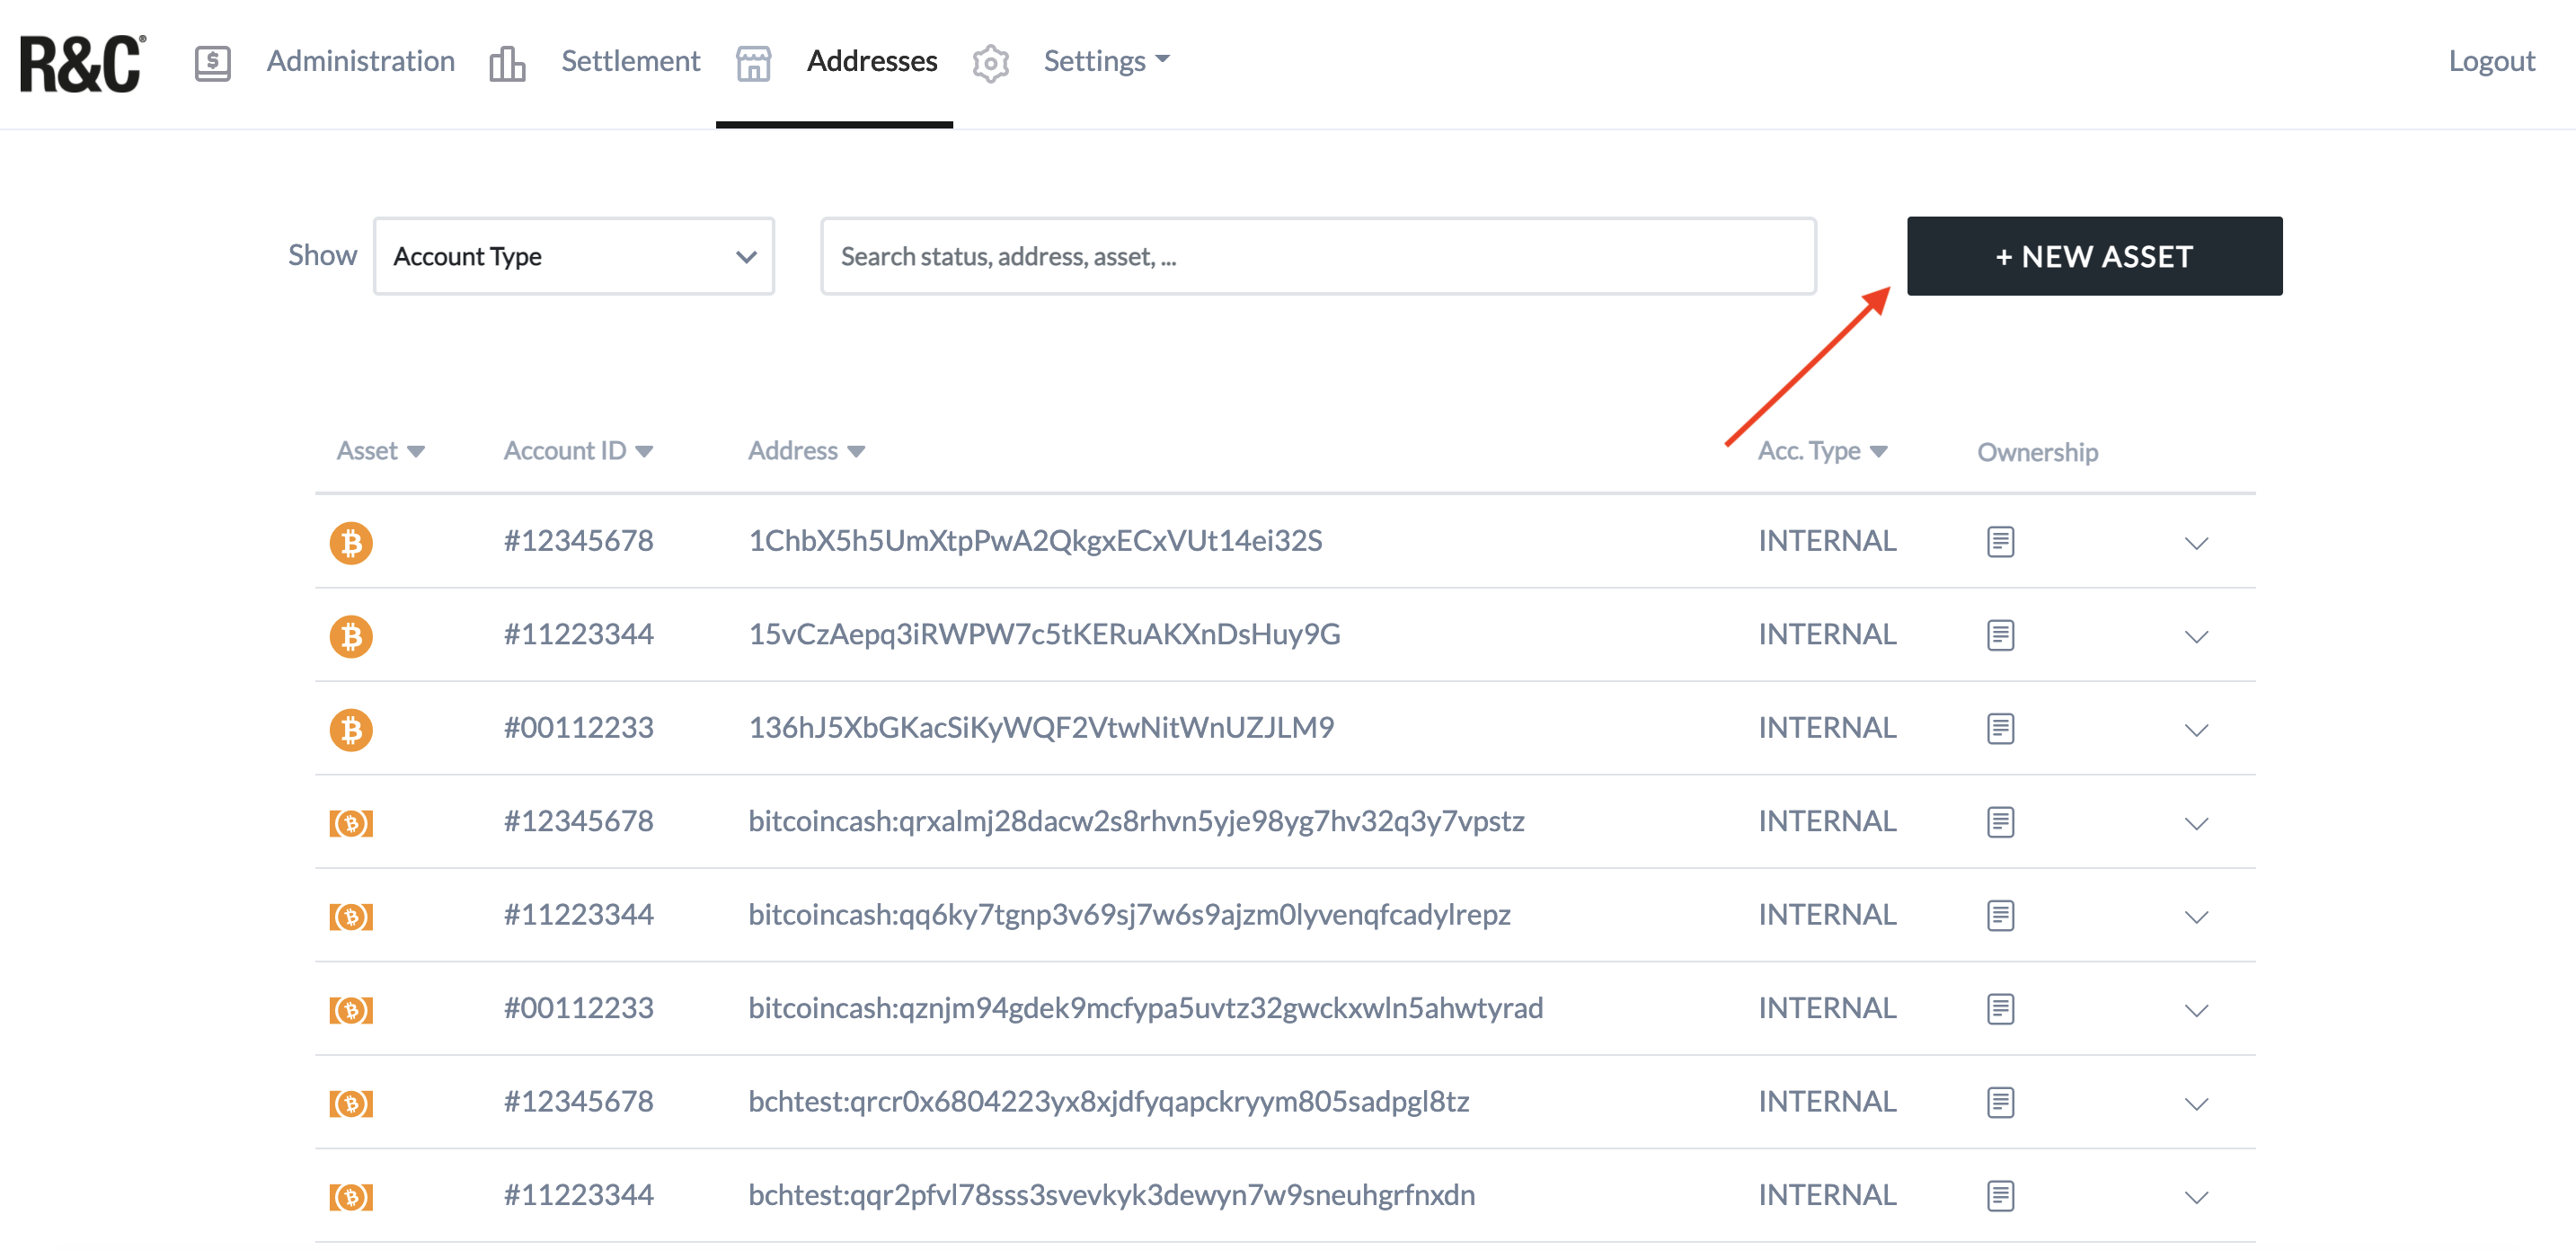 R&C® Administration Settlement Addresses Settings Logout
Show Account Type Search status, address, asset, ... + NEW ASSET
Asset Account ID Address Acc. Type Ownership
#12345678 1ChbX5h5UmXtpPwA2QkgxECxVUt14ei32S INTERNAL
#11223344 15vCzAepq3iRWPW7c5tKERuAKXnDsHuy9G INTERNAL
#00112233 136hJ5XbGKacSiKyWQF2VtwNitWnUZJLM9 INTERNAL
#12345678 bitcoincash:qrxalmj28dacw2s8rhvn5yje98yg7hv32q3y7vpstz INTERNAL
#11223344 bitcoincash:qq6ky7tgnp3v69sj7w6s9ajzm0lyvenqfcadylrepz INTERNAL
#00112233 bitcoincash:qznjm94gdek9mcfypa5uvtz32gwckxwln5ahwtyrad INTERNAL
#12345678 bchtest:qrcr0x6804223yx8xjdfyqapckryym805sadpgl8tz INTERNAL
#11223344 bchtest:qqr2pfvl78sss3svevkyk3dewyn7w9sneuhgrfnxdn INTERNAL